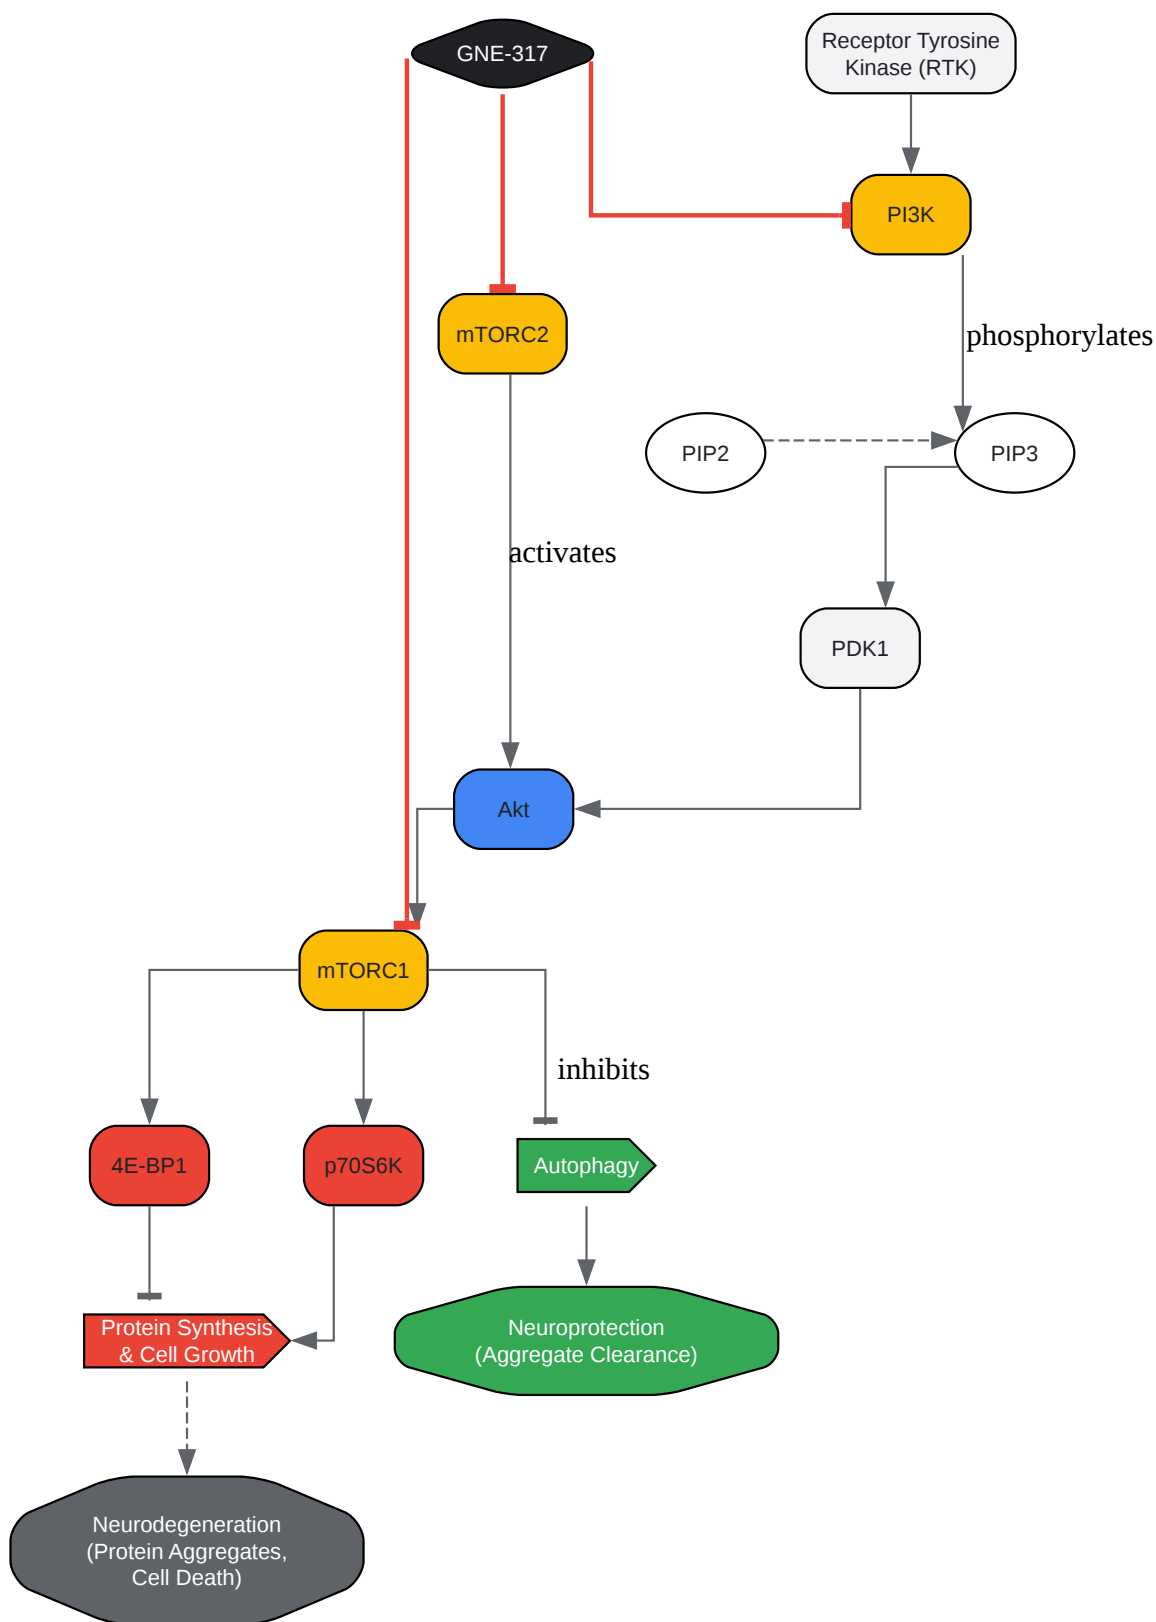 GNE-317
Receptor Tyrosine
Kinase (RTK)
PI3K
mTORC2
phosphorylates
PIP2
PIP3
activates
PDK1
Akt
mTORC1
inhibits
4E-BP1
p70S6K
Autophagy
Protein Synthesis
& Cell Growth
Neuroprotection
(Aggregate Clearance)
Neurodegeneration
(Protein Aggregates,
Cell Death)